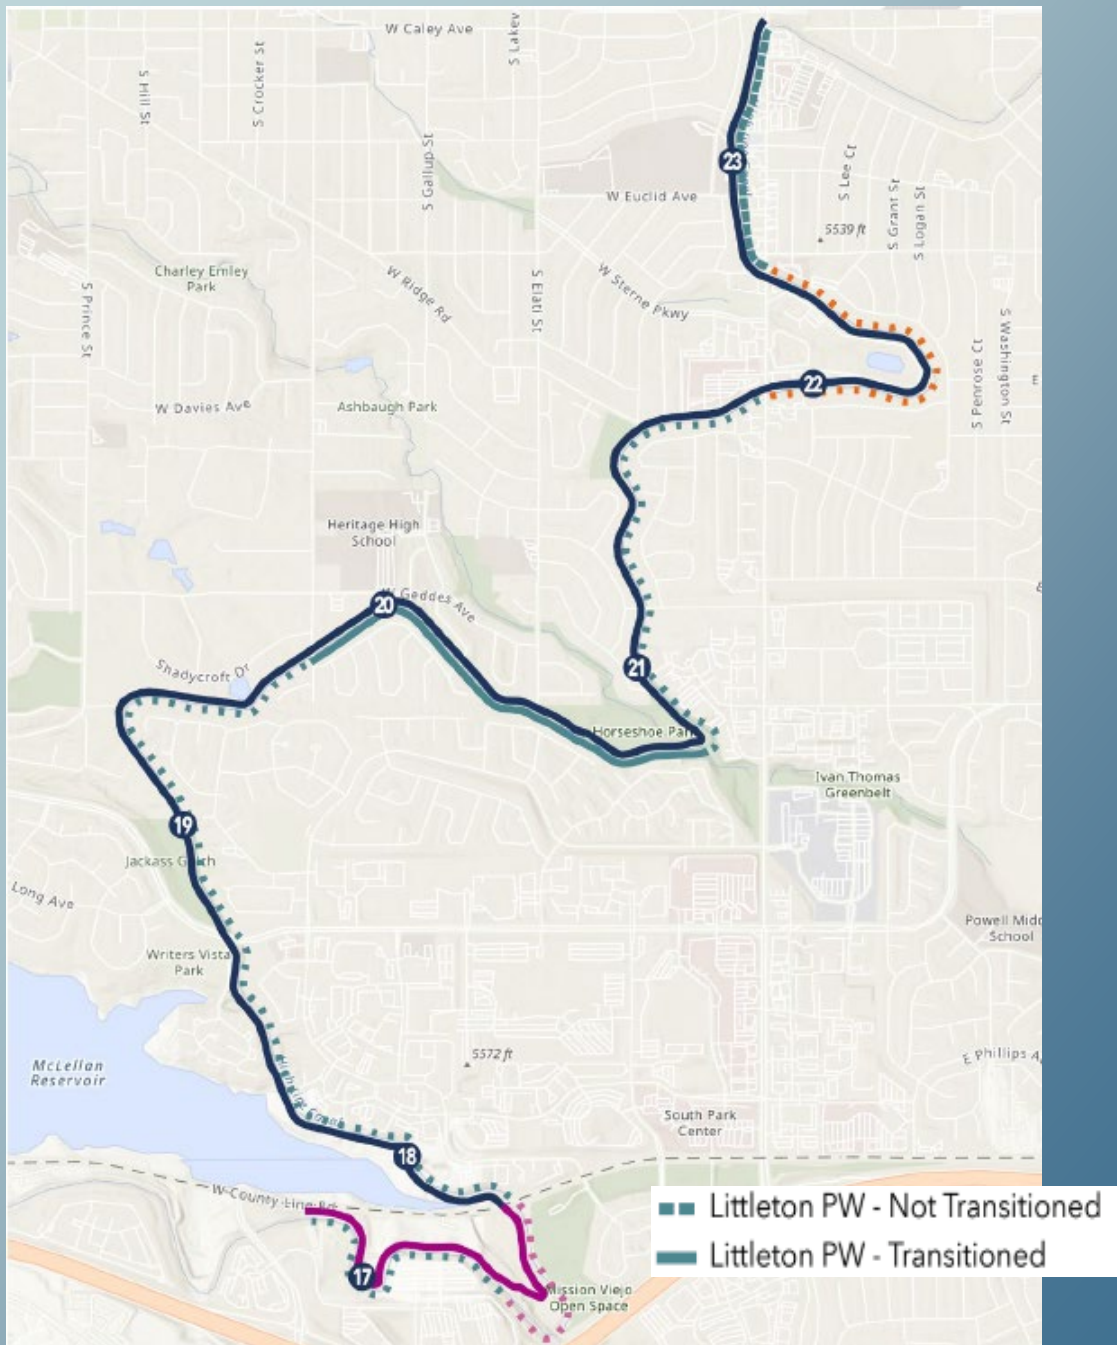 W Caley Ave
S Lakev
S Hill St
S Crocker St
S Gallup St
23
W Euclid Ave
S Lee Ct
S Grant St
S Logan St
5539 ft
Charley Emley
Park
W Ridge Rd
S Elati St
W Sterne Pkwy
S Prince St
S Penrose Ct
S Washington St
22
E
W Davies Ave
Ashbaugh Park
Heritage High
School
20
W Geddes Ave
Shadycroft Dr
21
Horseshoe Park
Ivan Thomas
Greenbelt
19
Jackass Gulch
Long Ave
Powell Midd
School
Writers Vista
Park
McLellan
Reservoir
5572 ft
E Phillips A
South Park
Center
18
W County Line Rd
Littleton PW - Not Transitioned
Littleton PW - Transitioned
17
Mission Viejo
Open Space